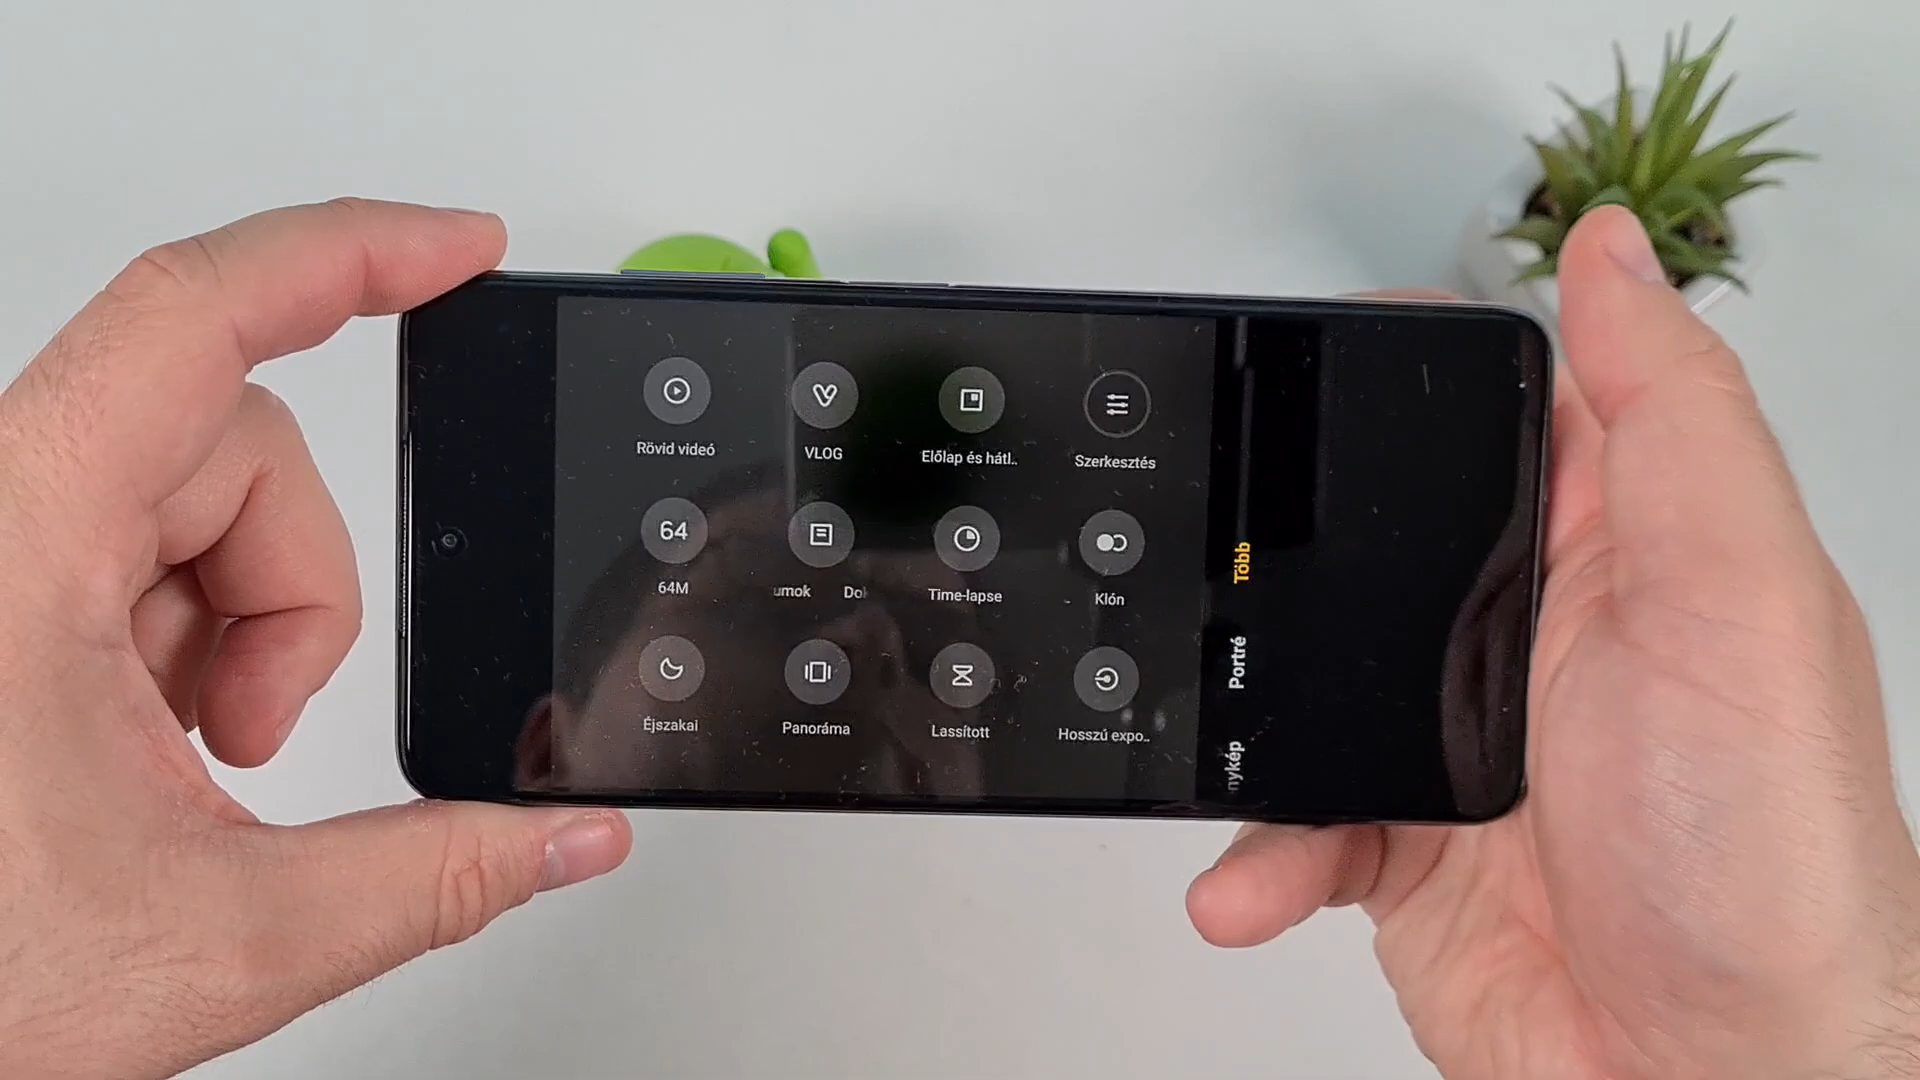 Rövid videó
VLOG
Előlap és hátl..
Szerkesztés
64
64M
umok Do
Time-lapse
Klón
Éjszakai
Panoráma
Lassított
Hosszú expo..
Több
Portré
nykép